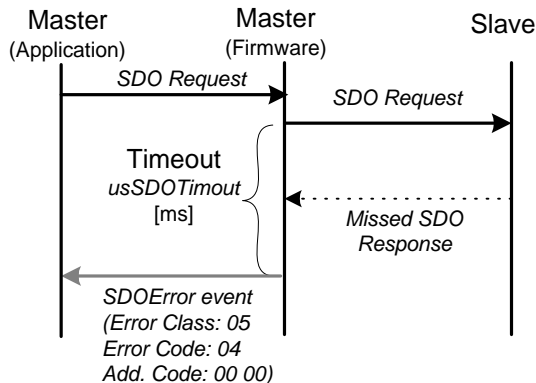 Master
(Application)
Master
(Firmware)
Slave
SDO Request
SDO Request
Timeout
usSDOTimout
[ms]
Missed SDO
Response
SDOError event
(Error Class: 05
Error Code: 04
Add. Code: 00 00)